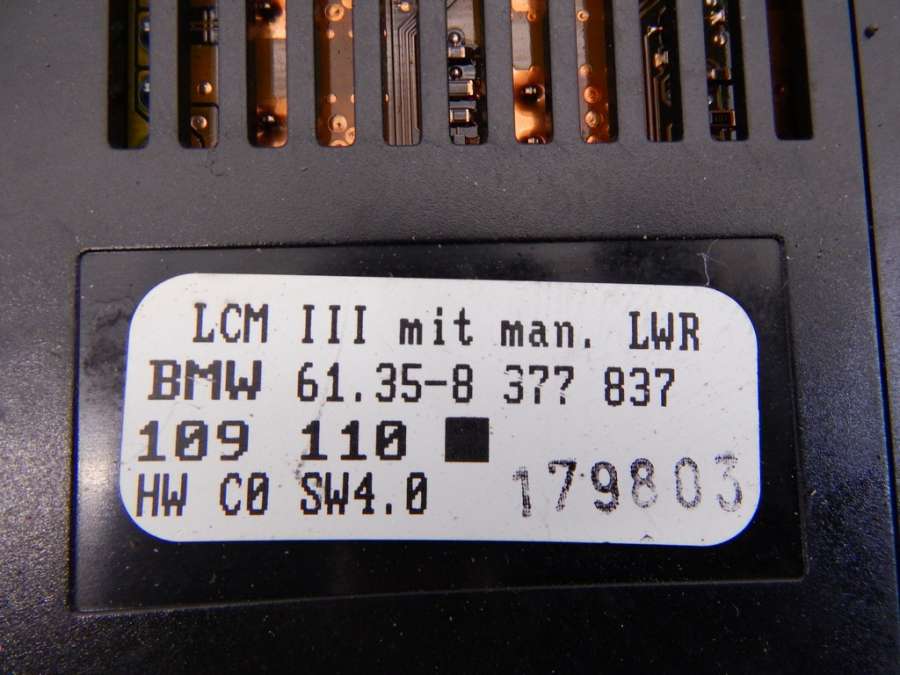 LCM III mit man. LWR
BMW 61.35-8 377 837
109 110
HW C0 SW4.0 179803